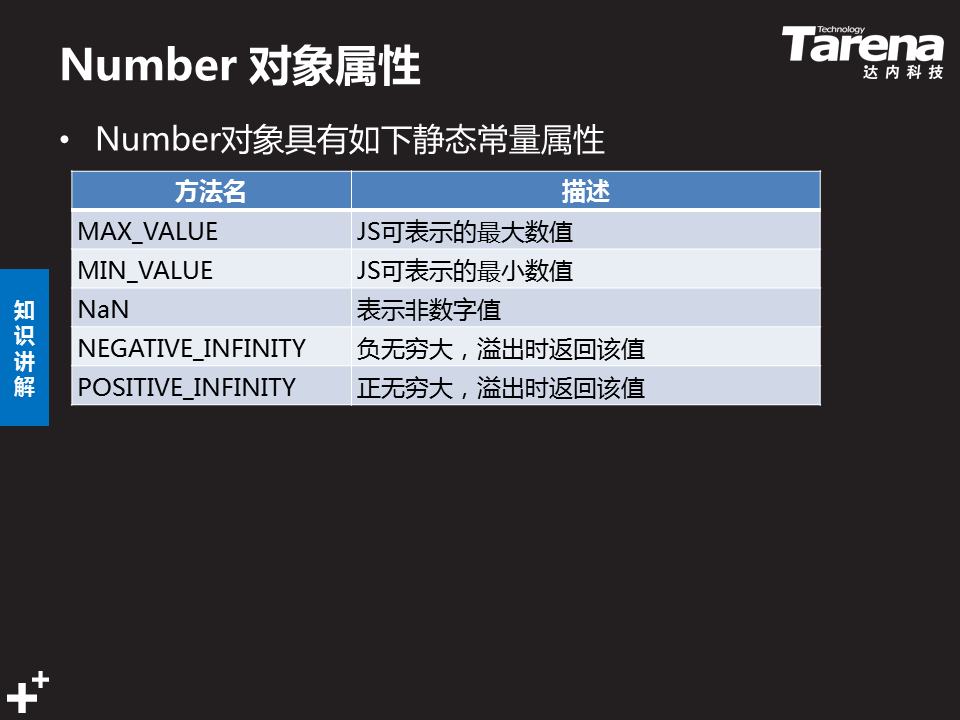 Number 对象属性
Technology
Tarena
达内科技
• Number对象具有如下静态常量属性
方法名 描述
MAX_VALUE JS可表示的最大数值
MIN_VALUE JS可表示的最小数值
NaN 表示非数字值
NEGATIVE_INFINITY 负无穷大，溢出时返回该值
POSITIVE_INFINITY 正无穷大，溢出时返回该值
知识讲解